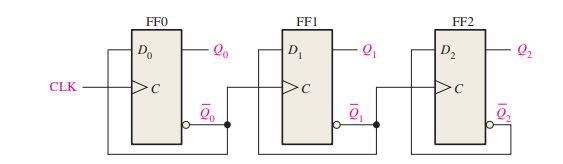 FF0 FF1 FF2
D₀ Q₀ D₁ Q₁ D₂ Q₂
CLK C C C
Q̅₀ Q̅₁ Q̅₂